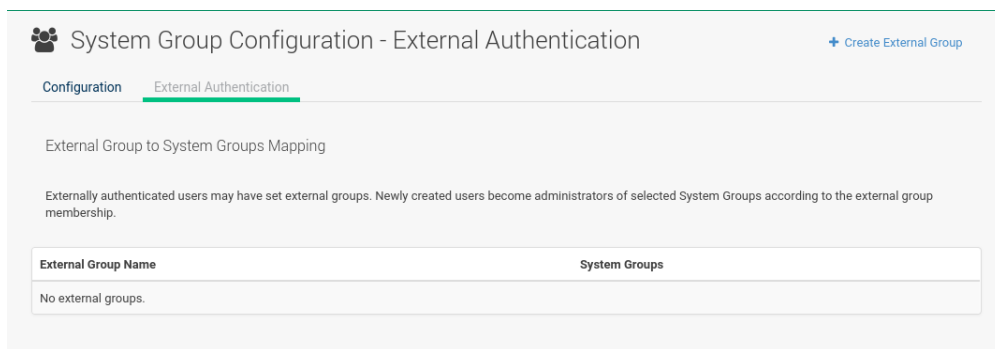 System Group Configuration - External Authentication
+ Create External Group
Configuration
External Authentication
External Group to System Groups Mapping
Externally authenticated users may have set external groups. Newly created users become administrators of selected System Groups according to the external group
membership.
External Group Name
System Groups
No external groups.